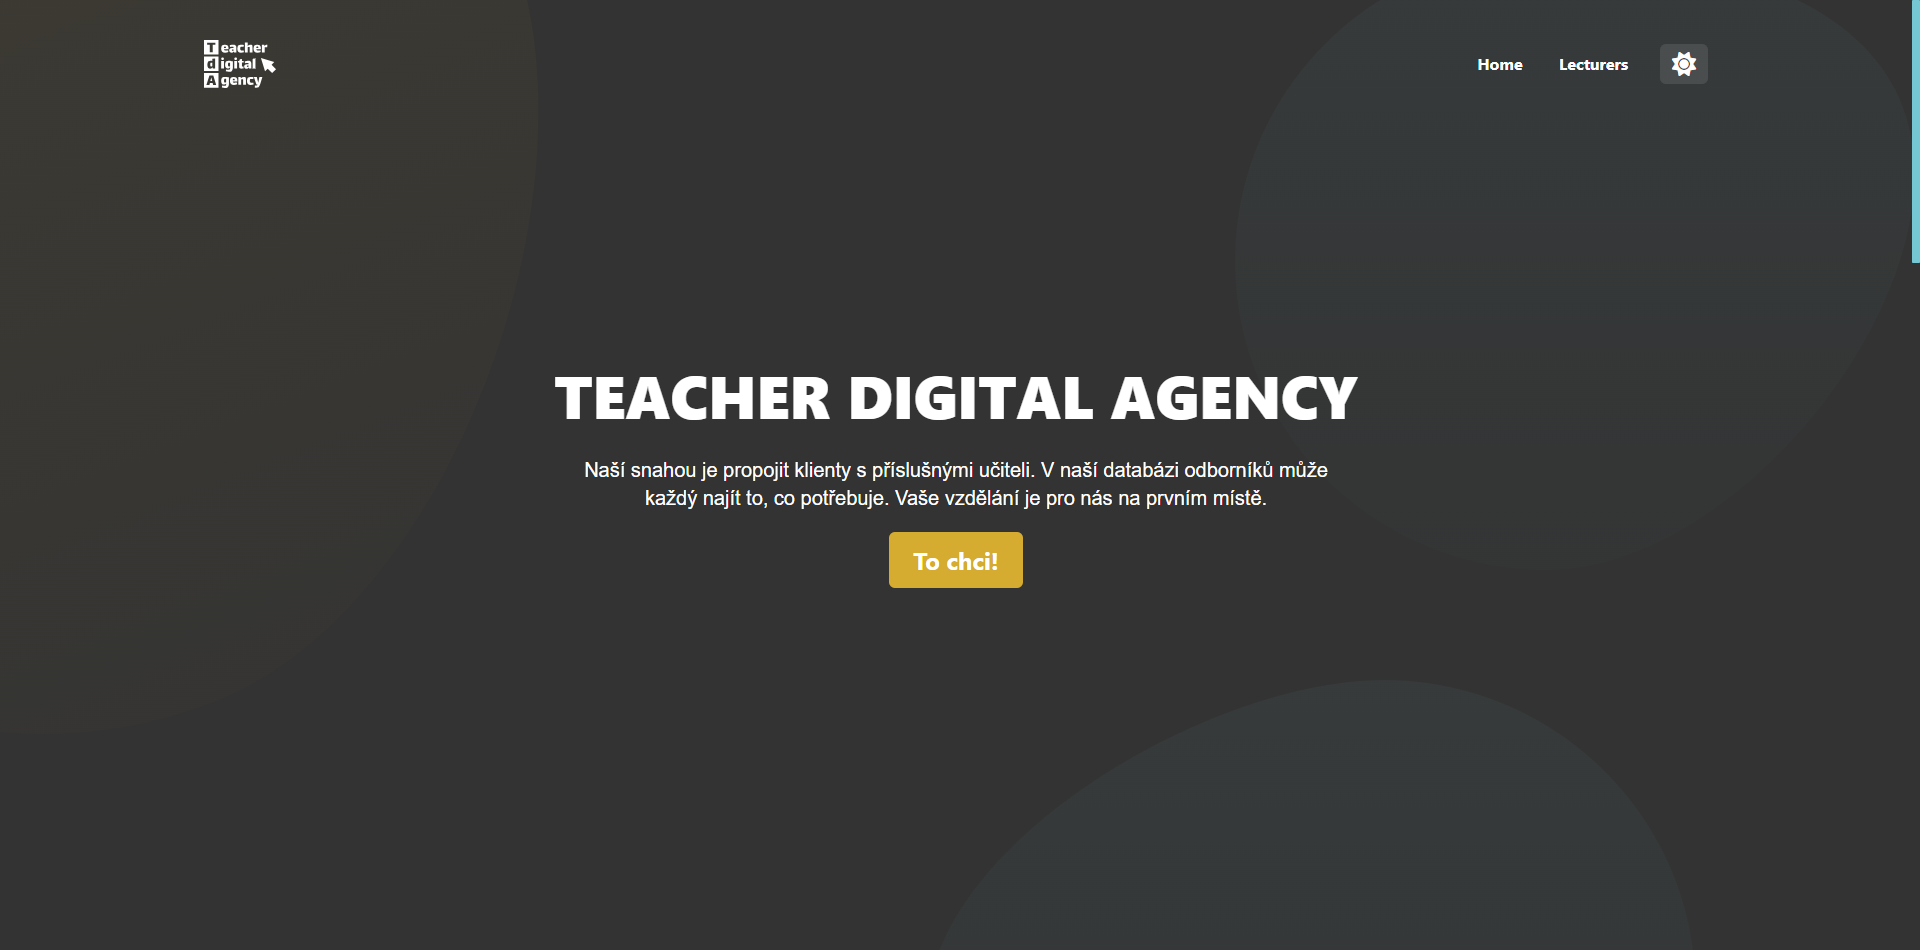 Teacher
digital
Agency
Home
Lecturers
TEACHER DIGITAL AGENCY
Naší snahou je propojit klienty s příslušnými učiteli. V naší databázi odborníků může
každý najít to, co potřebuje. Vaše vzdělání je pro nás na prvním místě.
To chci!